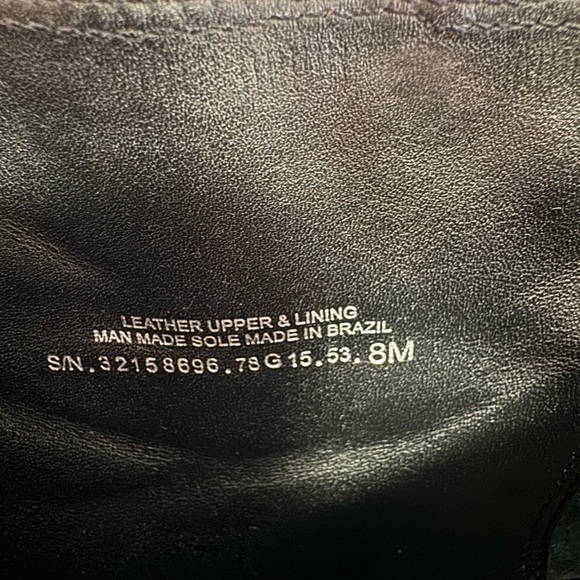 LEATHER UPPER & LINING
MAN MADE SOLE MADE IN BRAZIL
S/N.32158696.78G15.53. 8M